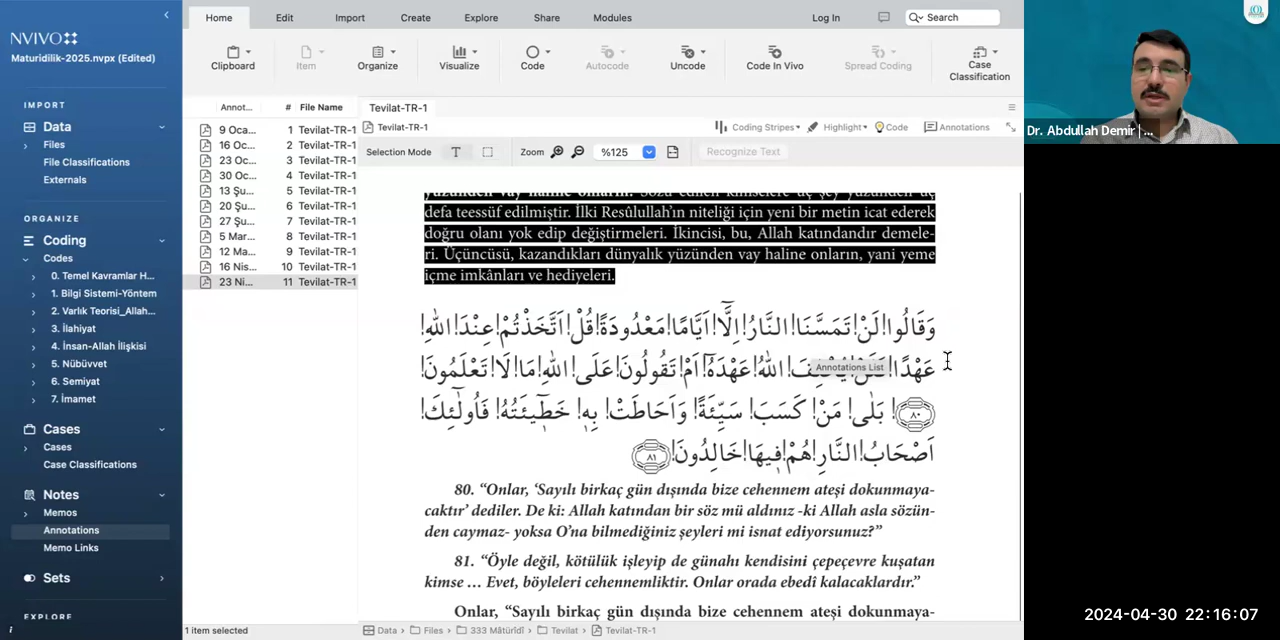 NVIVO
Maturidilik-2025.nvpx (Edited)
IMPORT
Data
Files
File Classifications
Externals
ORGANIZE
Coding
Codes
0. Temel Kavramlar H...
1. Bilgi Sistemi-Yöntem
2. Varlık Teorisi_Allah...
3. İlahiyat
4. İnsan-Allah İlişkisi
5. Nübüvvet
6. Semiyat
7. İmamet
Cases
Cases
Case Classifications
Notes
Memos
Annotations
Memo Links
Sets
EXPLORE
Home Edit Import Create Explore Share Modules Log In Search
Clipboard Item Organize Visualize Code Autocode Uncode Code In Vivo Spread Coding Case Classification
Annot... # File Name
9 Oca... 1 Tevilat-TR-1
16 Oc... 2 Tevilat-TR-1
23 Oc... 3 Tevilat-TR-1
30 Oc... 4 Tevilat-TR-1
13 Şu... 5 Tevilat-TR-1
20 Şu... 6 Tevilat-TR-1
27 Şu... 7 Tevilat-TR-1
5 Mar... 8 Tevilat-TR-1
12 Ma... 9 Tevilat-TR-1
16 Nis... 10 Tevilat-TR-1
23 Ni... 11 Tevilat-TR-1
1 item selected
Tevilat-TR-1
Tevilat-TR-1 Coding Stripes Highlight Code Annotations
Selection Mode T Zoom %125 Recognize Text
yüzünden vay haline onların. Sözü edilen kimselere üç şey yüzünden üç
defa teessüf edilmiştir. İlki Resûlullah'ın niteliği için yeni bir metin icat ederek
doğru olanı yok edip değiştirmeleri. İkincisi, bu, Allah katındandır demele-
ri. Üçüncüsü, kazandıkları dünyalık yüzünden vay haline onların, yani yeme
içme imkânları ve hediyeleri.
وَقَالُوا لَنْ تَمَسَّنَا النَّارُ اِلَّٓا اَيَّامًا مَعْدُودَةً قُلْ اَتَّخَذْتُمْ عِنْدَ اللّٰهِ
عَهْدًا اللّٰهُ عَهْدَهُٓ اَمْ تَقُولُونَ عَلَى اللّٰهِ مَا لَا تَعْلَمُونَ
Annotations List
﴿٨٠﴾ بَلٰى مَنْ كَسَبَ سَيِّئَةً وَاَحَاطَتْ بِهٖ خَطٖٓيـَٔتُهُ فَاُولٰٓئِكَ
اَصْحَابُ النَّارِ هُمْ فٖيهَا خَالِدُونَ ﴿٨١﴾
80. “Onlar, ‘Sayılı birkaç gün dışında bize cehennem ateşi dokunmaya-
caktır’ dediler. De ki: Allah katından bir söz mü aldınız -ki Allah asla sözün-
den caymaz- yoksa O’na bilmediğiniz şeyleri mi isnat ediyorsunuz?”
81. “Öyle değil, kötülük işleyip de günahı kendisini çepeçevre kuşatan
kimse … Evet, böyleleri cehennemliktir. Onlar orada ebedî kalacaklardır.”
Onlar, “Sayılı birkaç gün dışında bize cehennem ateşi dokunmaya-
Data Files 333 Mâtürîdî Tevilat Tevilat-TR-1
Dr. Abdullah Demir | ...
2024-04-30 22:16:07